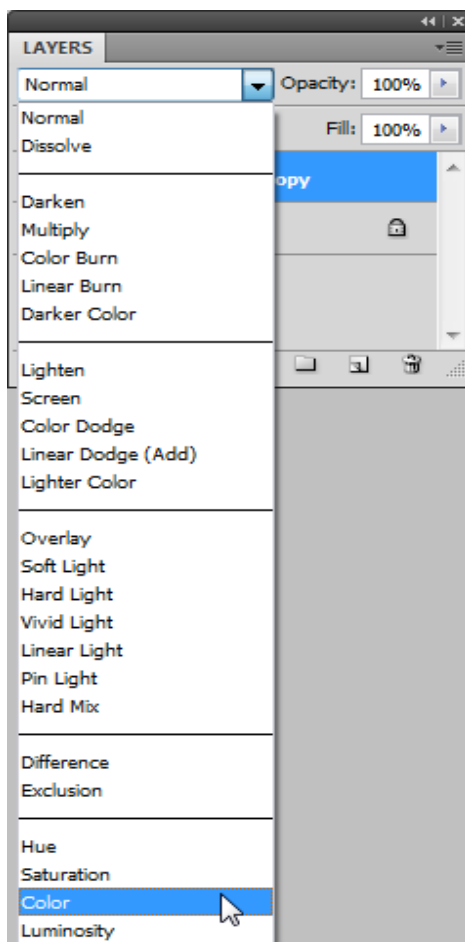 LAYERS
Normal Opacity: 100%
Normal Fill: 100%
Dissolve
opy
Darken
Multiply
Color Burn
Linear Burn
Darker Color
Lighten
Screen
Color Dodge
Linear Dodge (Add)
Lighter Color
Overlay
Soft Light
Hard Light
Vivid Light
Linear Light
Pin Light
Hard Mix
Difference
Exclusion
Hue
Saturation
Color
Luminosity